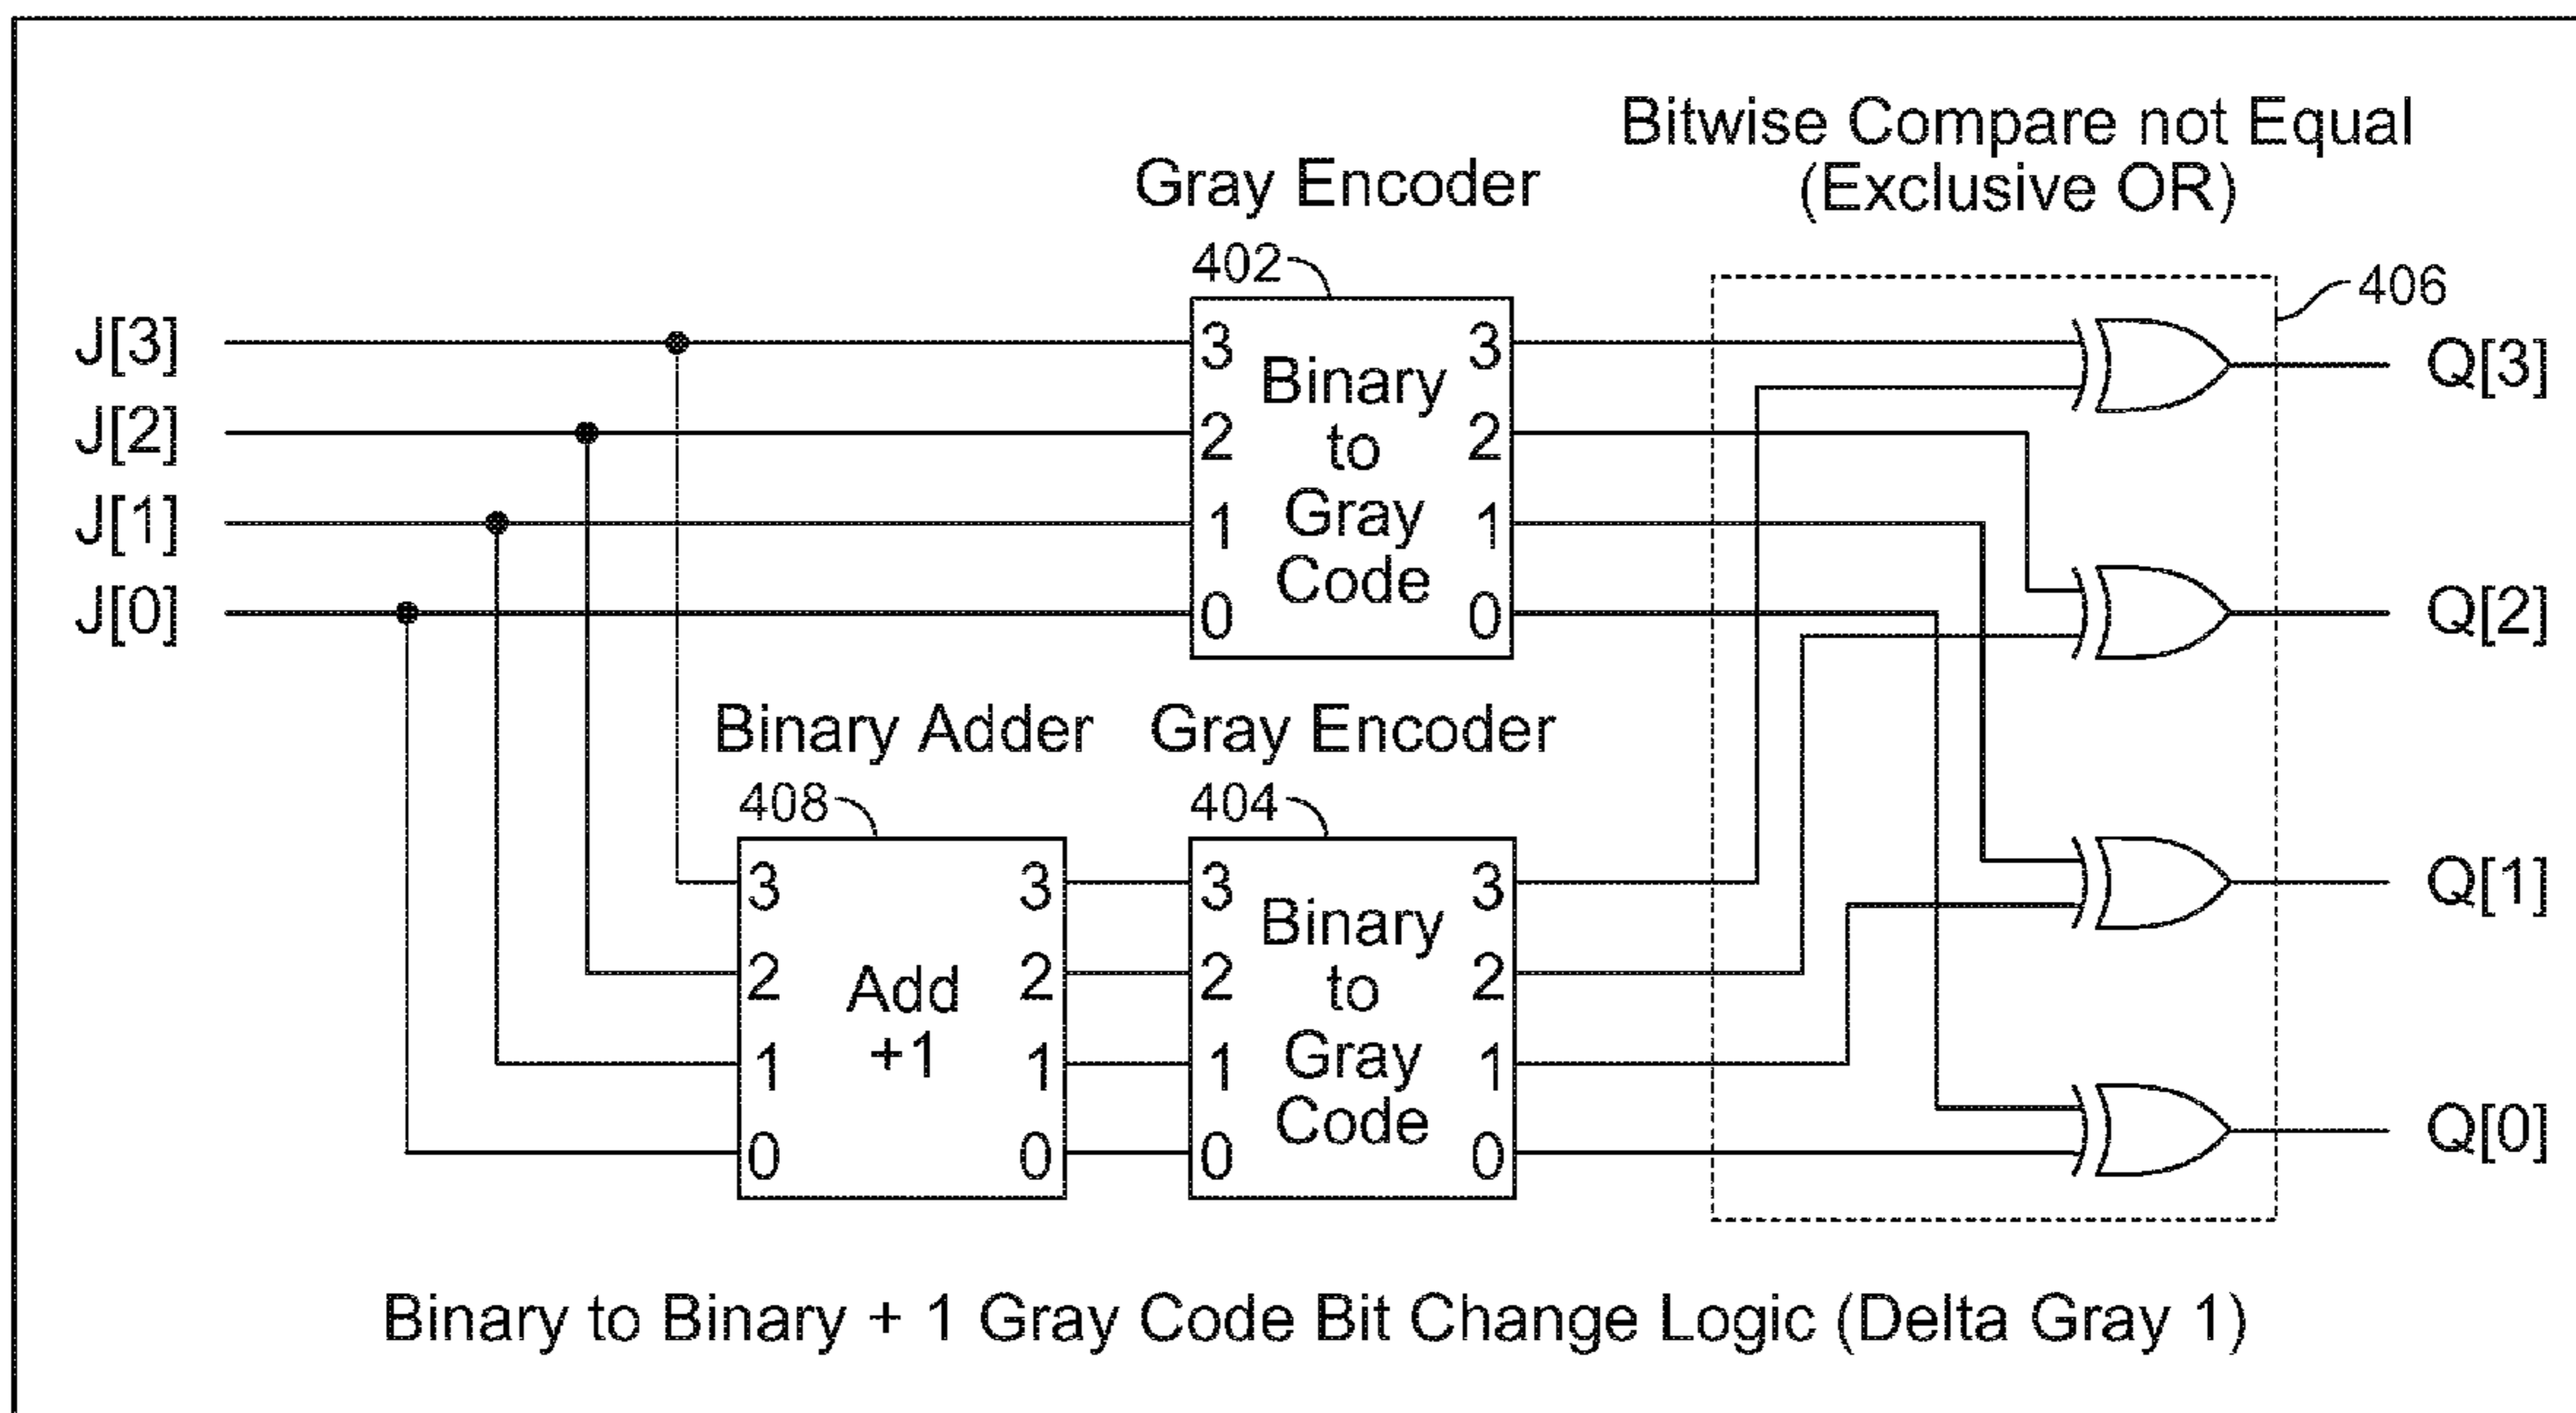 Bitwise Compare not Equal
(Exclusive OR)
Gray Encoder
402
406
J[3]
J[2]
J[1]
J[0]
3
2
1
0
Binary
to
Gray
Code
3
2
1
0
Q[3]
Q[2]
Q[1]
Q[0]
Binary Adder
408
3
2
1
0
Add
+1
3
2
1
0
Gray Encoder
404
3
2
1
0
Binary
to
Gray
Code
3
2
1
0
Binary to Binary + 1 Gray Code Bit Change Logic (Delta Gray 1)